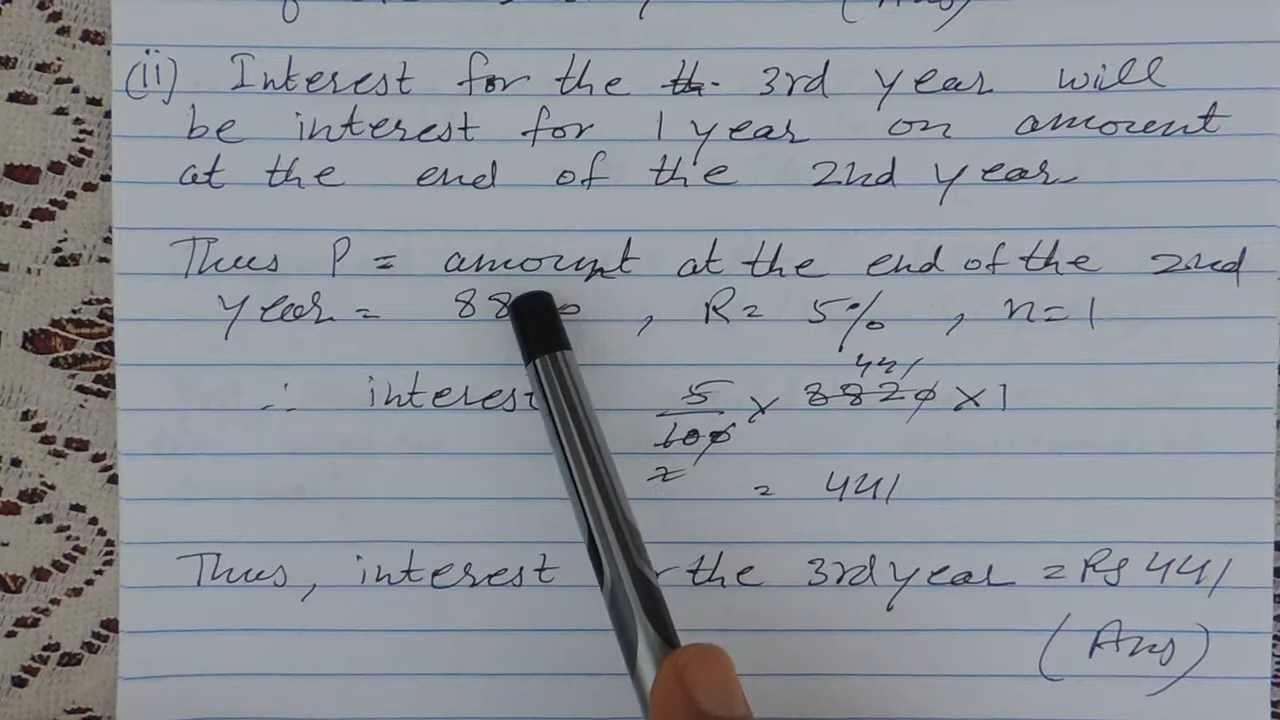 (Ans)
(ii) Interest for the th. 3rd year will
be interest for 1 year on amount
at the end of the 2nd year
Thus P = amount at the end of the 2nd
year = 88 0 , R = 5% , n = 1
441
∴ interest 5/100 × 8820 × 1
2
= 441
Thus, interest the 3rd year = Rs 441
(Ans)